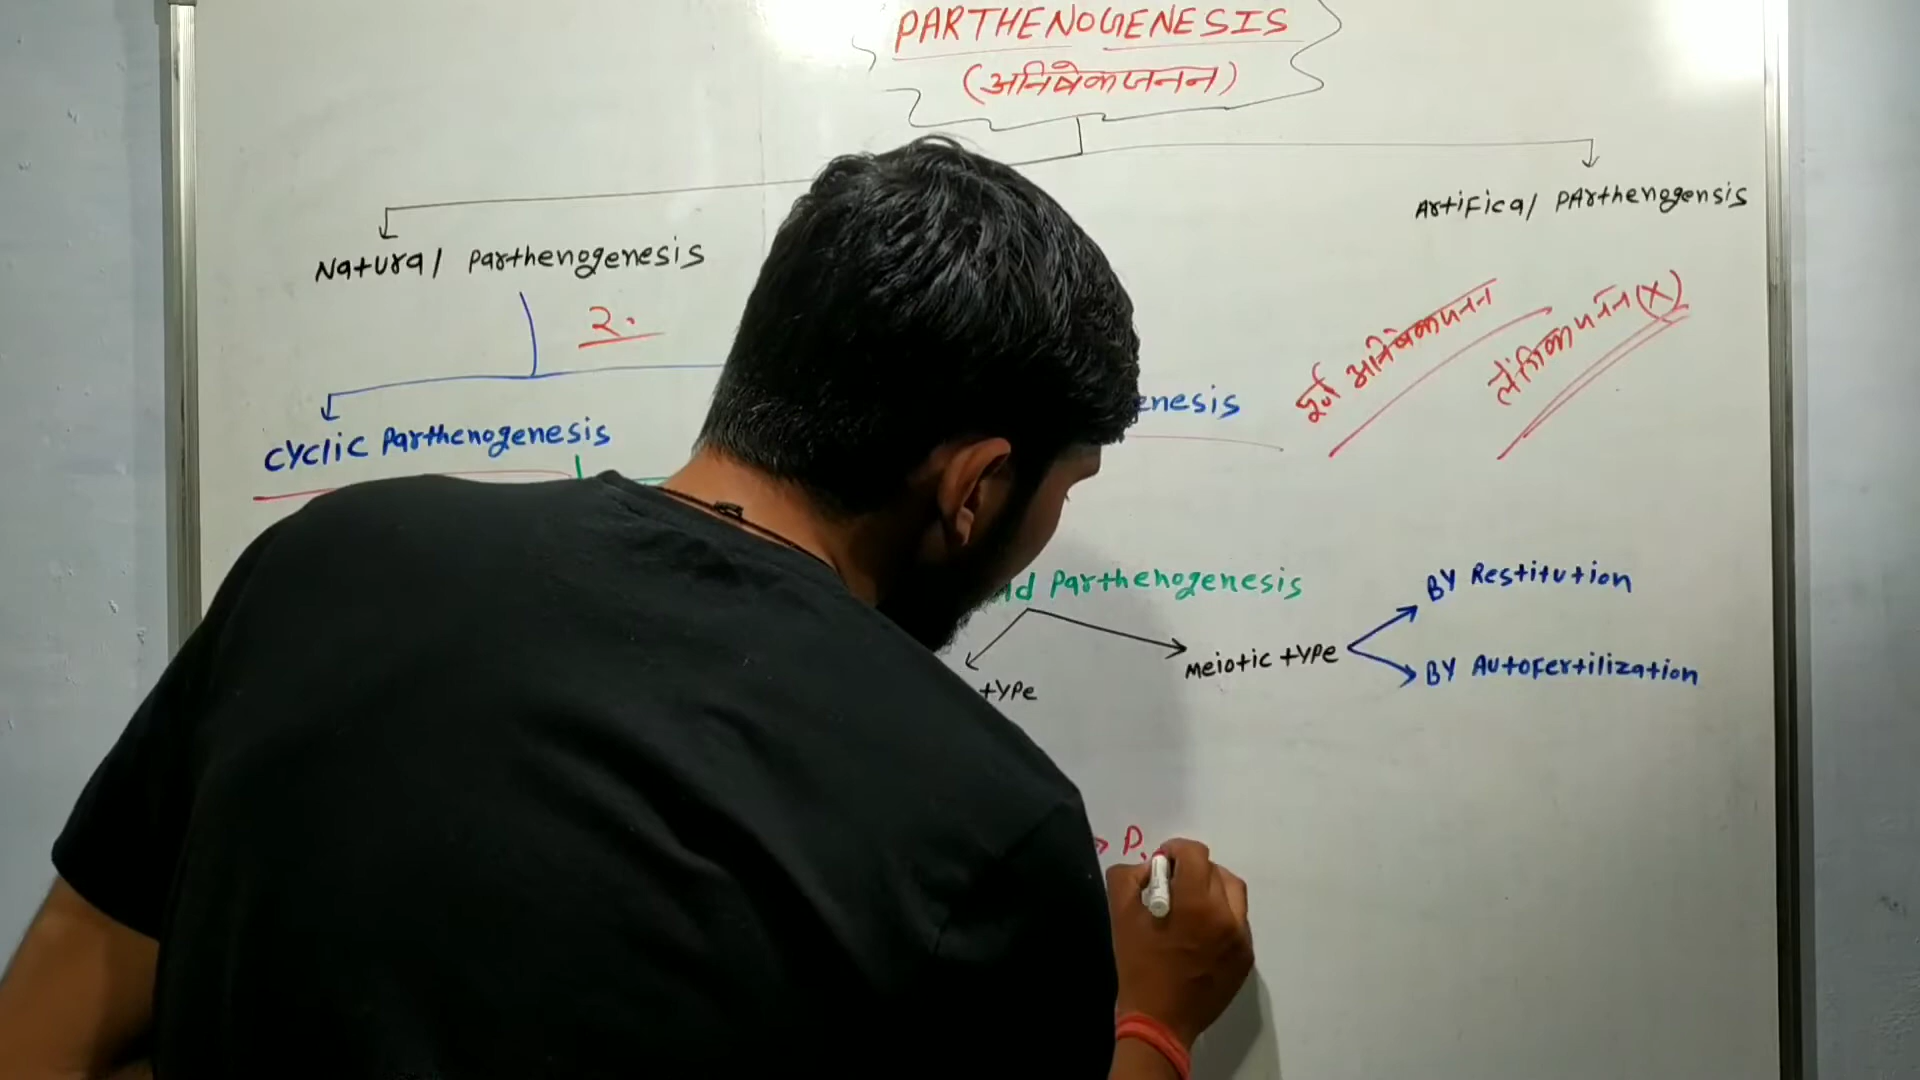 PARTHENOGENESIS
(अनिषेकजनन)
Artifical PArthenogensis
Natural Parthenogenesis
2.
पूर्ण अनिषेकजनन
लैंगिकजनन (X)
enesis
Cyclic Parthenogenesis
id Parthenogenesis
BY Restitution
Meiotic type
BY Autofertilization
type